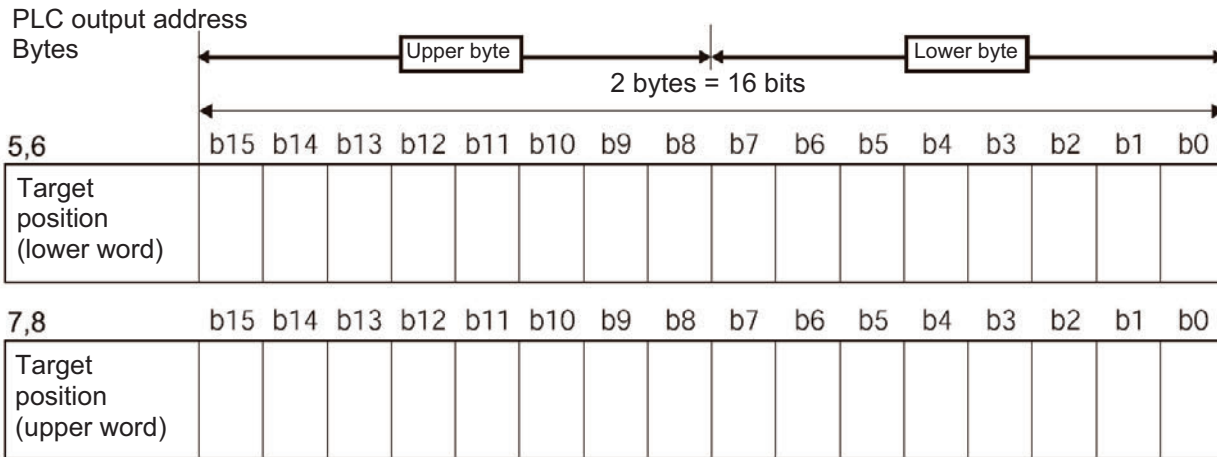 PLC output address
Bytes
Upper byte
Lower byte
2 bytes = 16 bits
5,6 b15 b14 b13 b12 b11 b10 b9 b8 b7 b6 b5 b4 b3 b2 b1 b0
Target
position
(lower word)
7,8 b15 b14 b13 b12 b11 b10 b9 b8 b7 b6 b5 b4 b3 b2 b1 b0
Target
position
(upper word)